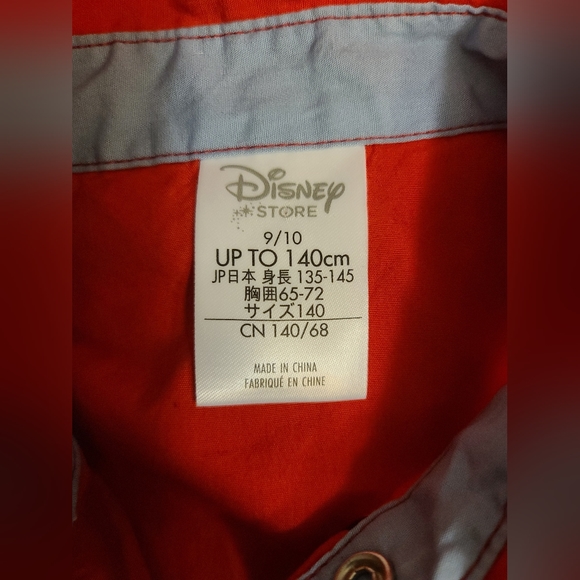 Disney
STORE
9/10
UP TO 140cm
JP日本 身長 135-145
胸囲65-72
サイズ140
CN 140/68
MADE IN CHINA
FABRIQUÉ EN CHINE